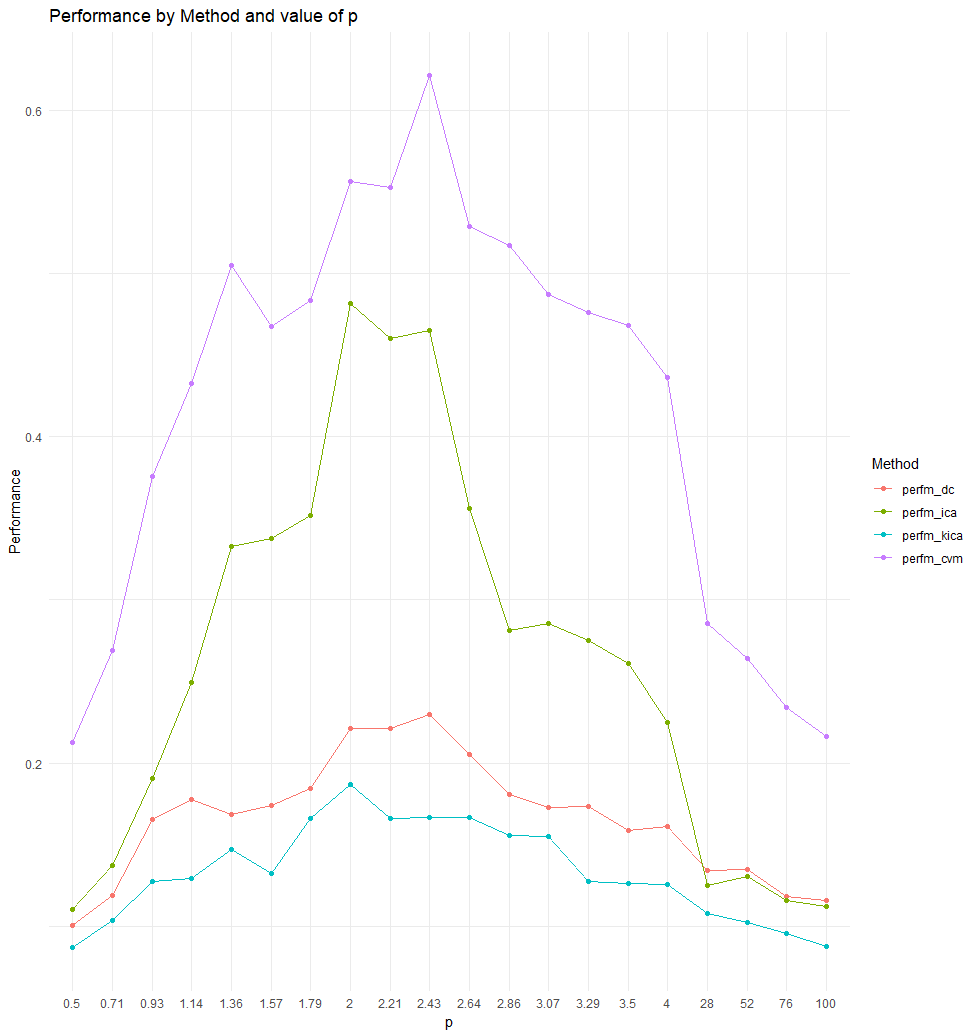 Performance by Method and value of p
0.6
0.4
0.2
Performance
0.5 0.71 0.93 1.14 1.36 1.57 1.79 2 2.21 2.43 2.64 2.86 3.07 3.29 3.5 4 28 52 76 100
p
Method
perfm_dc
perfm_ica
perfm_kica
perfm_cvm